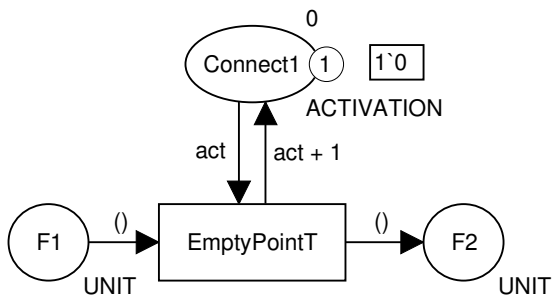 0
Connect1
1
1`0
ACTIVATION
act
act + 1
()
()
F1
EmptyPointT
F2
UNIT
UNIT